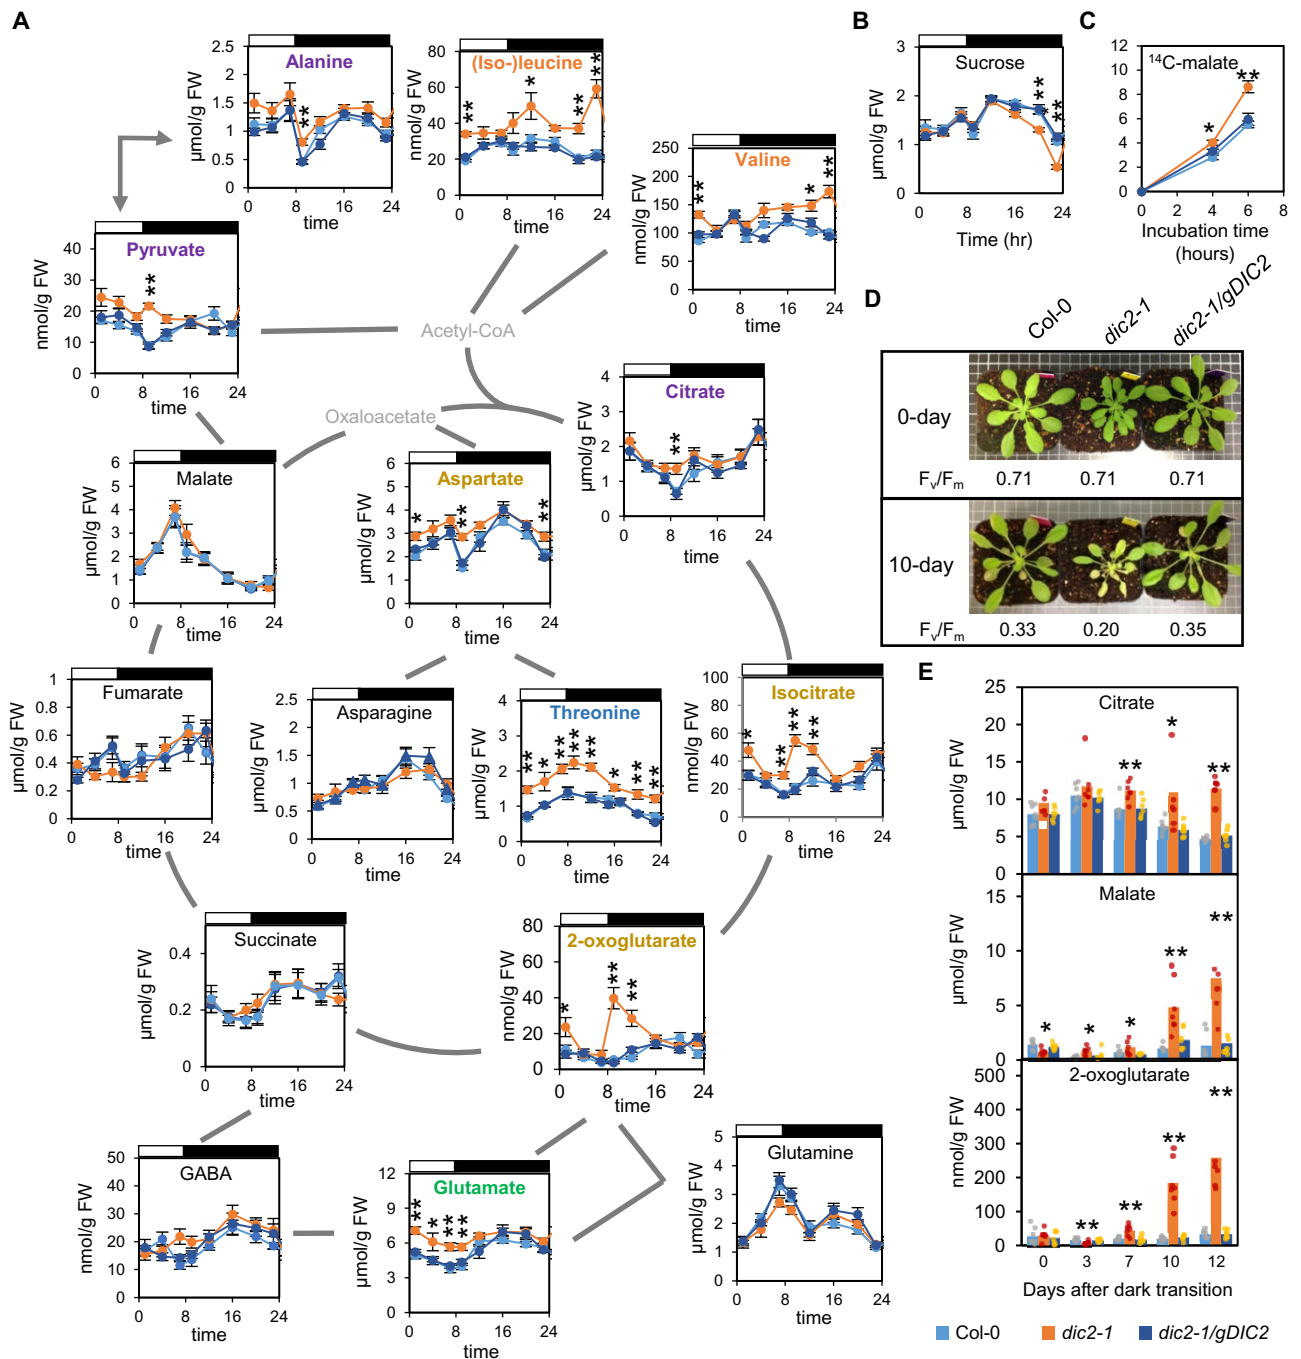 A
Alanine
2.5
2
1.5
1
0.5
0
µmol/g FW
**
0 8 16 24
time
(Iso-)leucine
80
60
40
20
0
nmol/g FW
** * ** **
0 8 16 24
time
Valine
250
200
150
100
50
0
nmol/g FW
** * **
0 8 16 24
time
Pyruvate
40
30
20
10
0
nmol/g FW
**
0 8 16 24
time
Acetyl-CoA
Oxaloacetate
Citrate
4
3
2
1
0
µmol/g FW
**
0 8 16 24
time
Malate
6
5
4
3
2
1
0
µmol/g FW
0 8 16 24
time
Aspartate
6
5
4
3
2
1
0
µmol/g FW
* ** **
0 8 16 24
time
Fumarate
1
0.8
0.6
0.4
0.2
0
µmol/g FW
0 8 16 24
time
Asparagine
2.5
2
1.5
1
0.5
0
µmol/g FW
0 8 16 24
time
Threonine
4
3
2
1
0
µmol/g FW
** * ** ** ** * ** **
0 8 16 24
time
Isocitrate
100
80
60
40
20
0
nmol/g FW
* ** ** **
0 8 16 24
time
Succinate
0.4
0.2
0
µmol/g FW
0 8 16 24
time
2-oxoglutarate
80
60
40
20
0
nmol/g FW
* ** **
0 8 16 24
time
GABA
50
40
30
20
10
0
nmol/g FW
0 8 16 24
time
Glutamate
12
9
6
3
0
µmol/g FW
** * ** **
0 8 16 24
time
Glutamine
5
4
3
2
1
0
µmol/g FW
0 8 16 24
time
B
Sucrose
3
2
1
0
µmol/g FW
** **
0 8 16 24
Time (hr)
C
12
10
8
6
4
2
0
¹⁴C-malate
* **
0 2 4 6 8
Incubation time
(hours)
D
Col-0 dic2-1 dic2-1/gDIC2
0-day
Fv/Fm 0.71 0.71 0.71
10-day
Fv/Fm 0.33 0.20 0.35
E
Citrate
25
20
15
10
5
0
µmol/g FW
** * **
Malate
15
10
5
0
µmol/g FW
* * * ** **
2-oxoglutarate
500
400
300
200
100
0
nmol/g FW
** ** ** **
0 3 7 10 12
Days after dark transition
Col-0 dic2-1 dic2-1/gDIC2